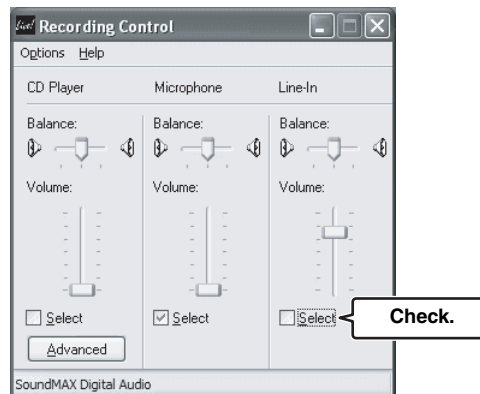 Live! Recording Control
Options Help
CD Player Microphone Line-In
Balance: Balance: Balance:
Volume: Volume: Volume:
Select Select Select
Check.
Advanced
SoundMAX Digital Audio